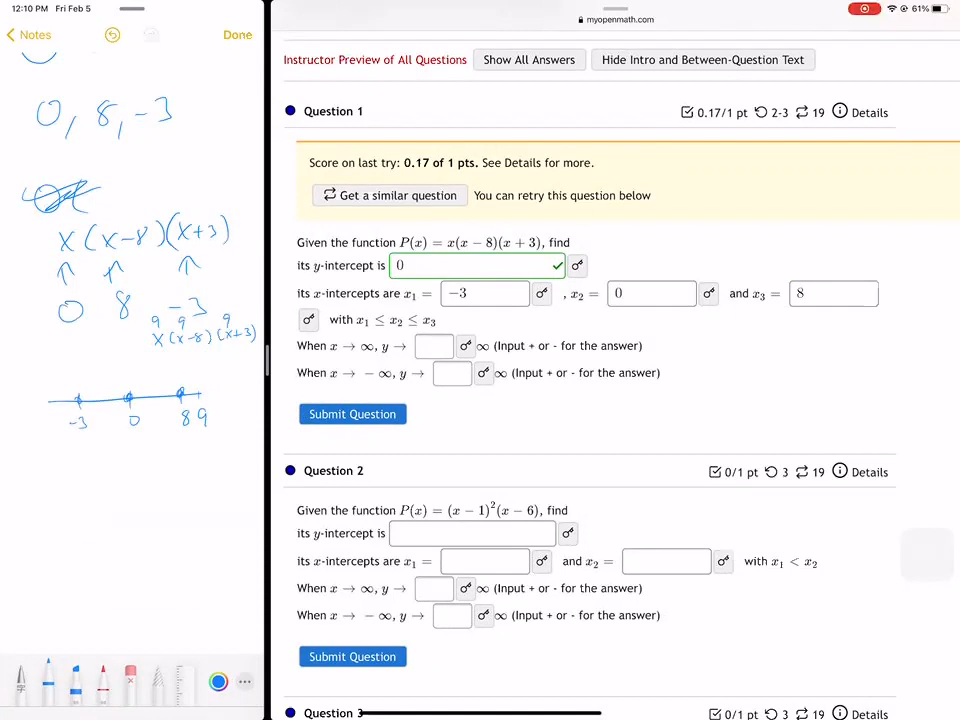 12:10 PM Fri Feb 5
61%
Notes
Done
0, 8, -3
x (x-8)(x+3)
0 8 -3
9 9 9
x(x-8)(x+3)
-3 0 8 9
myopenmath.com
Instructor Preview of All Questions Show All Answers Hide Intro and Between-Question Text
Question 1 0.17/1 pt 2-3 19 Details
Score on last try: 0.17 of 1 pts. See Details for more.
Get a similar question You can retry this question below
Given the function P(x) = x(x − 8)(x + 3), find
its y-intercept is 0
its x-intercepts are x₁ = −3 , x₂ = 0 and x₃ = 8
with x₁ ≤ x₂ ≤ x₃
When x → ∞, y → ∞ (Input + or - for the answer)
When x → − ∞, y → ∞ (Input + or - for the answer)
Submit Question
Question 2 0/1 pt 3 19 Details
Given the function P(x) = (x − 1)²(x − 6), find
its y-intercept is
its x-intercepts are x₁ = and x₂ = with x₁ < x₂
When x → ∞, y → ∞ (Input + or - for the answer)
When x → − ∞, y → ∞ (Input + or - for the answer)
Submit Question
Question 3 0/1 pt 3 19 Details